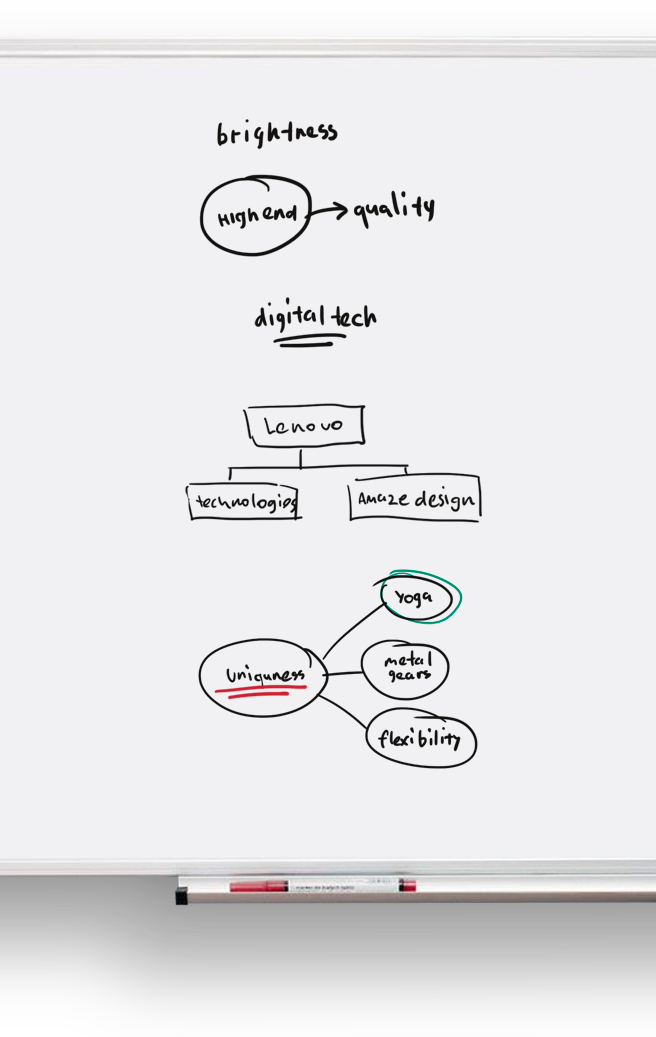 brightness
High end → quality
digital tech
Lenovo
technologies
Amaze design
yoga
Uniquness
metal
gears
flexibility